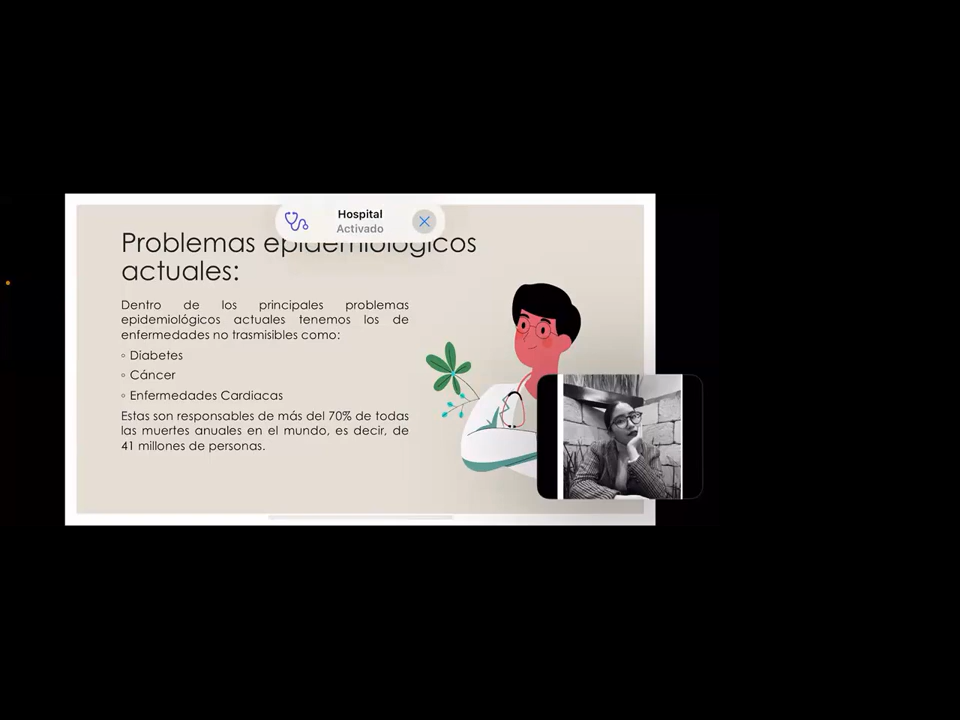 Hospital
Activado
Problemas epidemiológicos
actuales:
Dentro de los principales problemas
epidemiológicos actuales tenemos los de
enfermedades no trasmisibles como:
◦ Diabetes
◦ Cáncer
◦ Enfermedades Cardiacas
Estas son responsables de más del 70% de todas
las muertes anuales en el mundo, es decir, de
41 millones de personas.